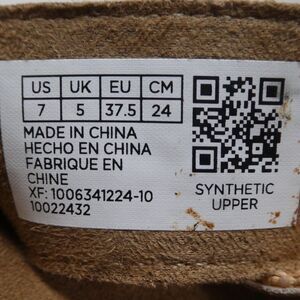 US UK EU CM
7 5 37.5 24
MADE IN CHINA
HECHO EN CHINA
FABRIQUE EN
CHINE
XF: 1006341224-10
10022432
SYNTHETIC
UPPER